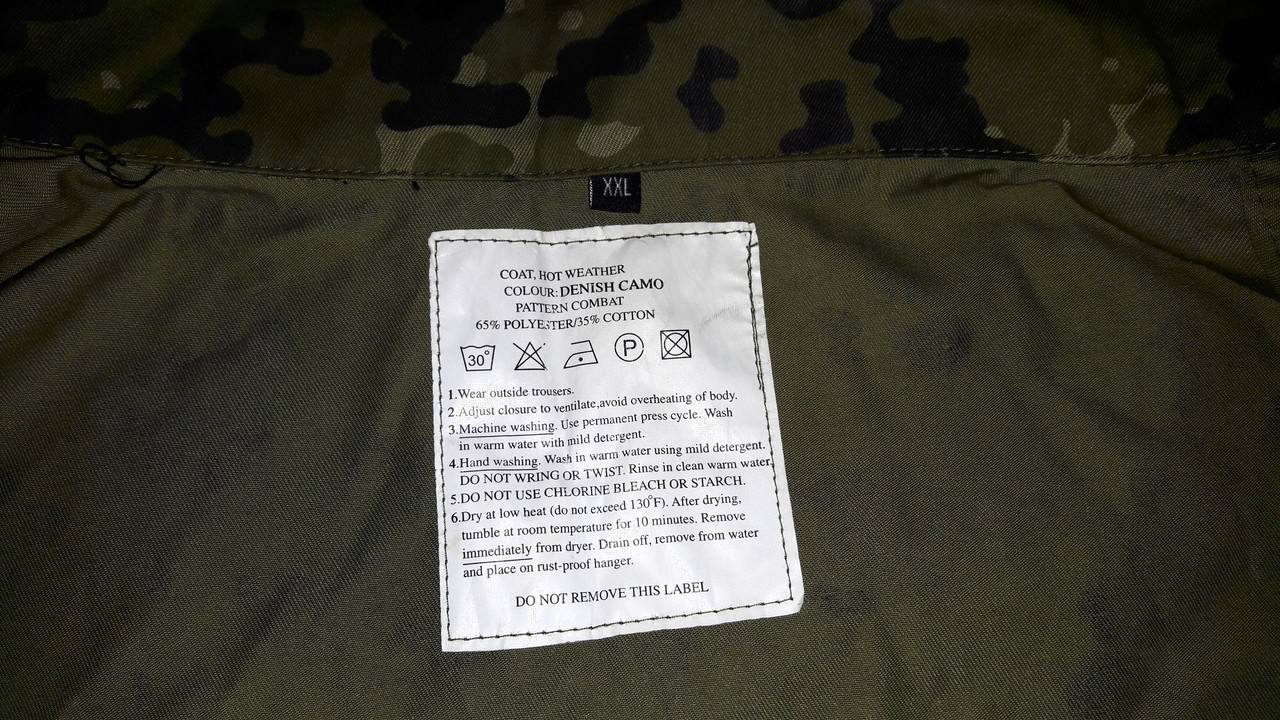 XXL
COAT, HOT WEATHER
COLOUR: DENISH CAMO
PATTERN COMBAT
65% POLYESTER/35% COTTON
30° P
1.Wear outside trousers.
2.Adjust closure to ventilate,avoid overheating of body.
3.Machine washing. Use permanent press cycle. Wash
in warm water with mild detergent.
4.Hand washing. Wash in warm water using mild detergent.
DO NOT WRING OR TWIST. Rinse in clean warm water,
5.DO NOT USE CHLORINE BLEACH OR STARCH.
6.Dry at low heat (do not exceed 130°F). After drying,
tumble at room temperature for 10 minutes. Remove
immediately from dryer. Drain off, remove from water
and place on rust-proof hanger.
DO NOT REMOVE THIS LABEL